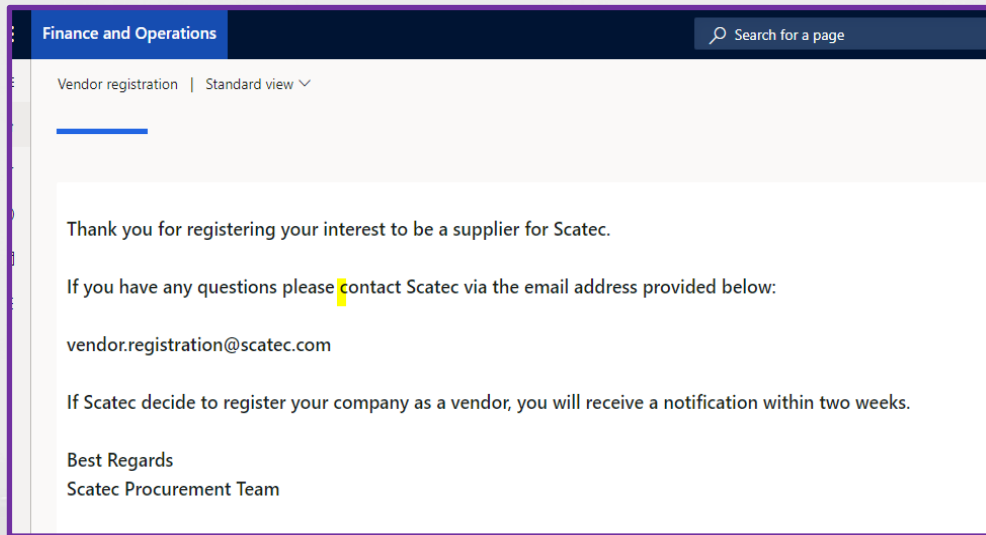 Finance and Operations
Search for a page
Vendor registration | Standard view
Thank you for registering your interest to be a supplier for Scatec.
If you have any questions please contact Scatec via the email address provided below:
vendor.registration@scatec.com
If Scatec decide to register your company as a vendor, you will receive a notification within two weeks.
Best Regards
Scatec Procurement Team